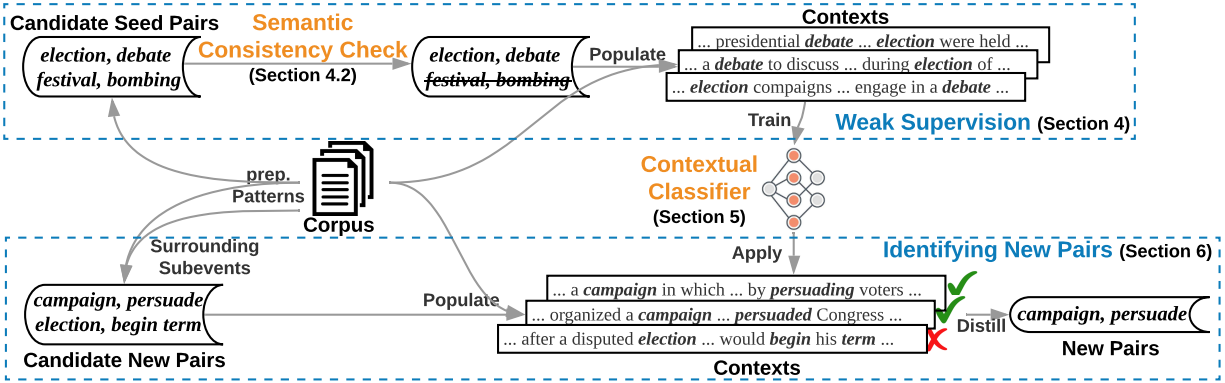 Candidate Seed Pairs
election, debate
festival, bombing
Semantic
Consistency Check
(Section 4.2)
election, debate
festival, bombing
Populate
Contexts
... presidential debate ... election were held ...
... a debate to discuss ... during election of ...
... election compaigns ... engage in a debate ...
Train
Weak Supervision (Section 4)
prep.
Patterns
Corpus
Contextual
Classifier
(Section 5)
Surrounding
Subevents
Apply
Identifying New Pairs (Section 6)
campaign, persuade
election, begin term
Candidate New Pairs
Populate
... a campaign in which ... by persuading voters ...
... organized a campaign ... persuaded Congress ...
... after a disputed election ... would begin his term ...
Contexts
Distill
campaign, persuade
New Pairs